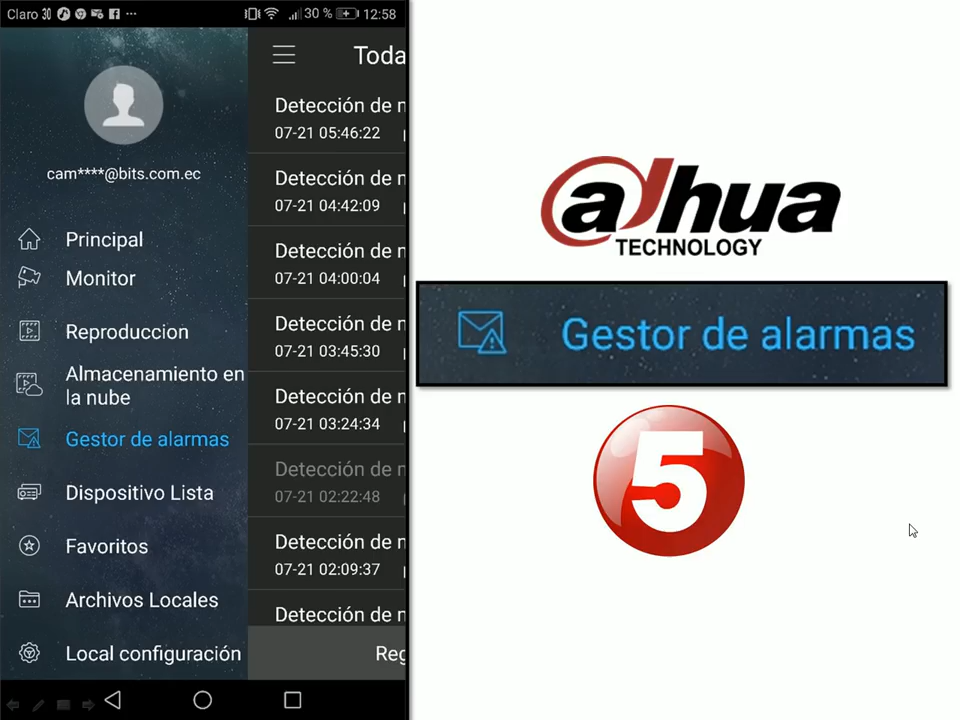 Claro 30 30 % 12:58
cam****@bits.com.ec
Principal
Monitor
Reproduccion
Almacenamiento en
la nube
Gestor de alarmas
Dispositivo Lista
Favoritos
Archivos Locales
Local configuración
Toda
Detección de
07-21 05:46:22
Detección de
07-21 04:42:09
Detección de
07-21 04:00:04
Detección de
07-21 03:45:30
Detección de
07-21 03:24:34
Detección de
07-21 02:22:48
Detección de
07-21 02:09:37
Detección de
Reg
alhua
TECHNOLOGY
Gestor de alarmas
5